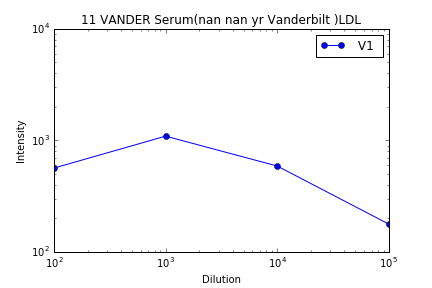 11 VANDER Serum(nan nan yr Vanderbilt )LDL
10^4
V1
10^3
Intensity
10^2
10^2 10^3 10^4 10^5
Dilution